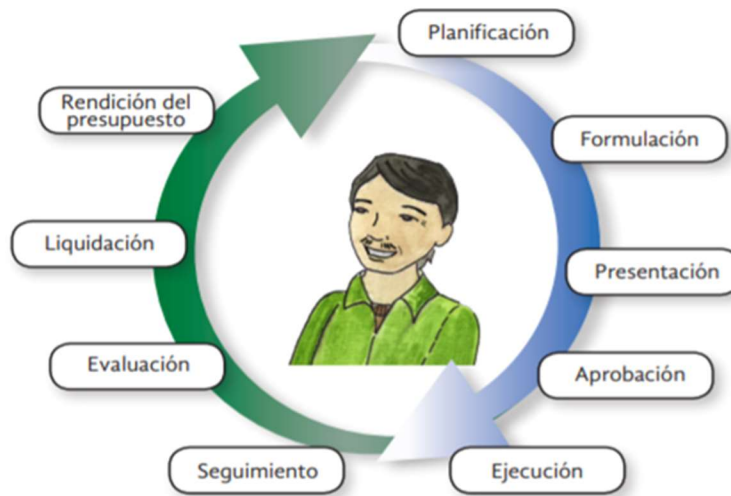 Planificación
Formulación
Presentación
Aprobación
Ejecución
Seguimiento
Evaluación
Liquidación
Rendición del
presupuesto